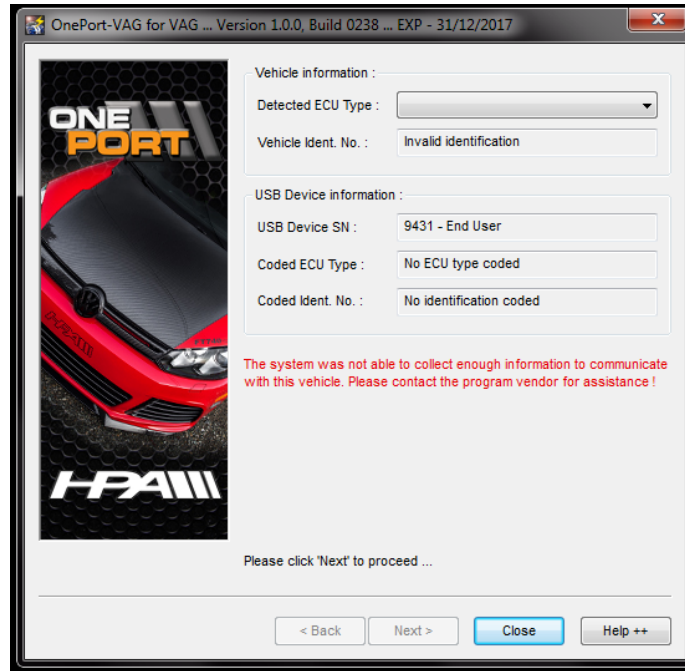 OnePort-VAG for VAG ... Version 1.0.0, Build 0238 ... EXP - 31/12/2017
ONE
PORT
HPA
HPA
Vehicle information :
Detected ECU Type :
Vehicle Ident. No. : Invalid identification
USB Device information :
USB Device SN : 9431 - End User
Coded ECU Type : No ECU type coded
Coded Ident. No. : No identification coded
The system was not able to collect enough information to communicate
with this vehicle. Please contact the program vendor for assistance !
Please click 'Next' to proceed ...
< Back Next > Close Help ++